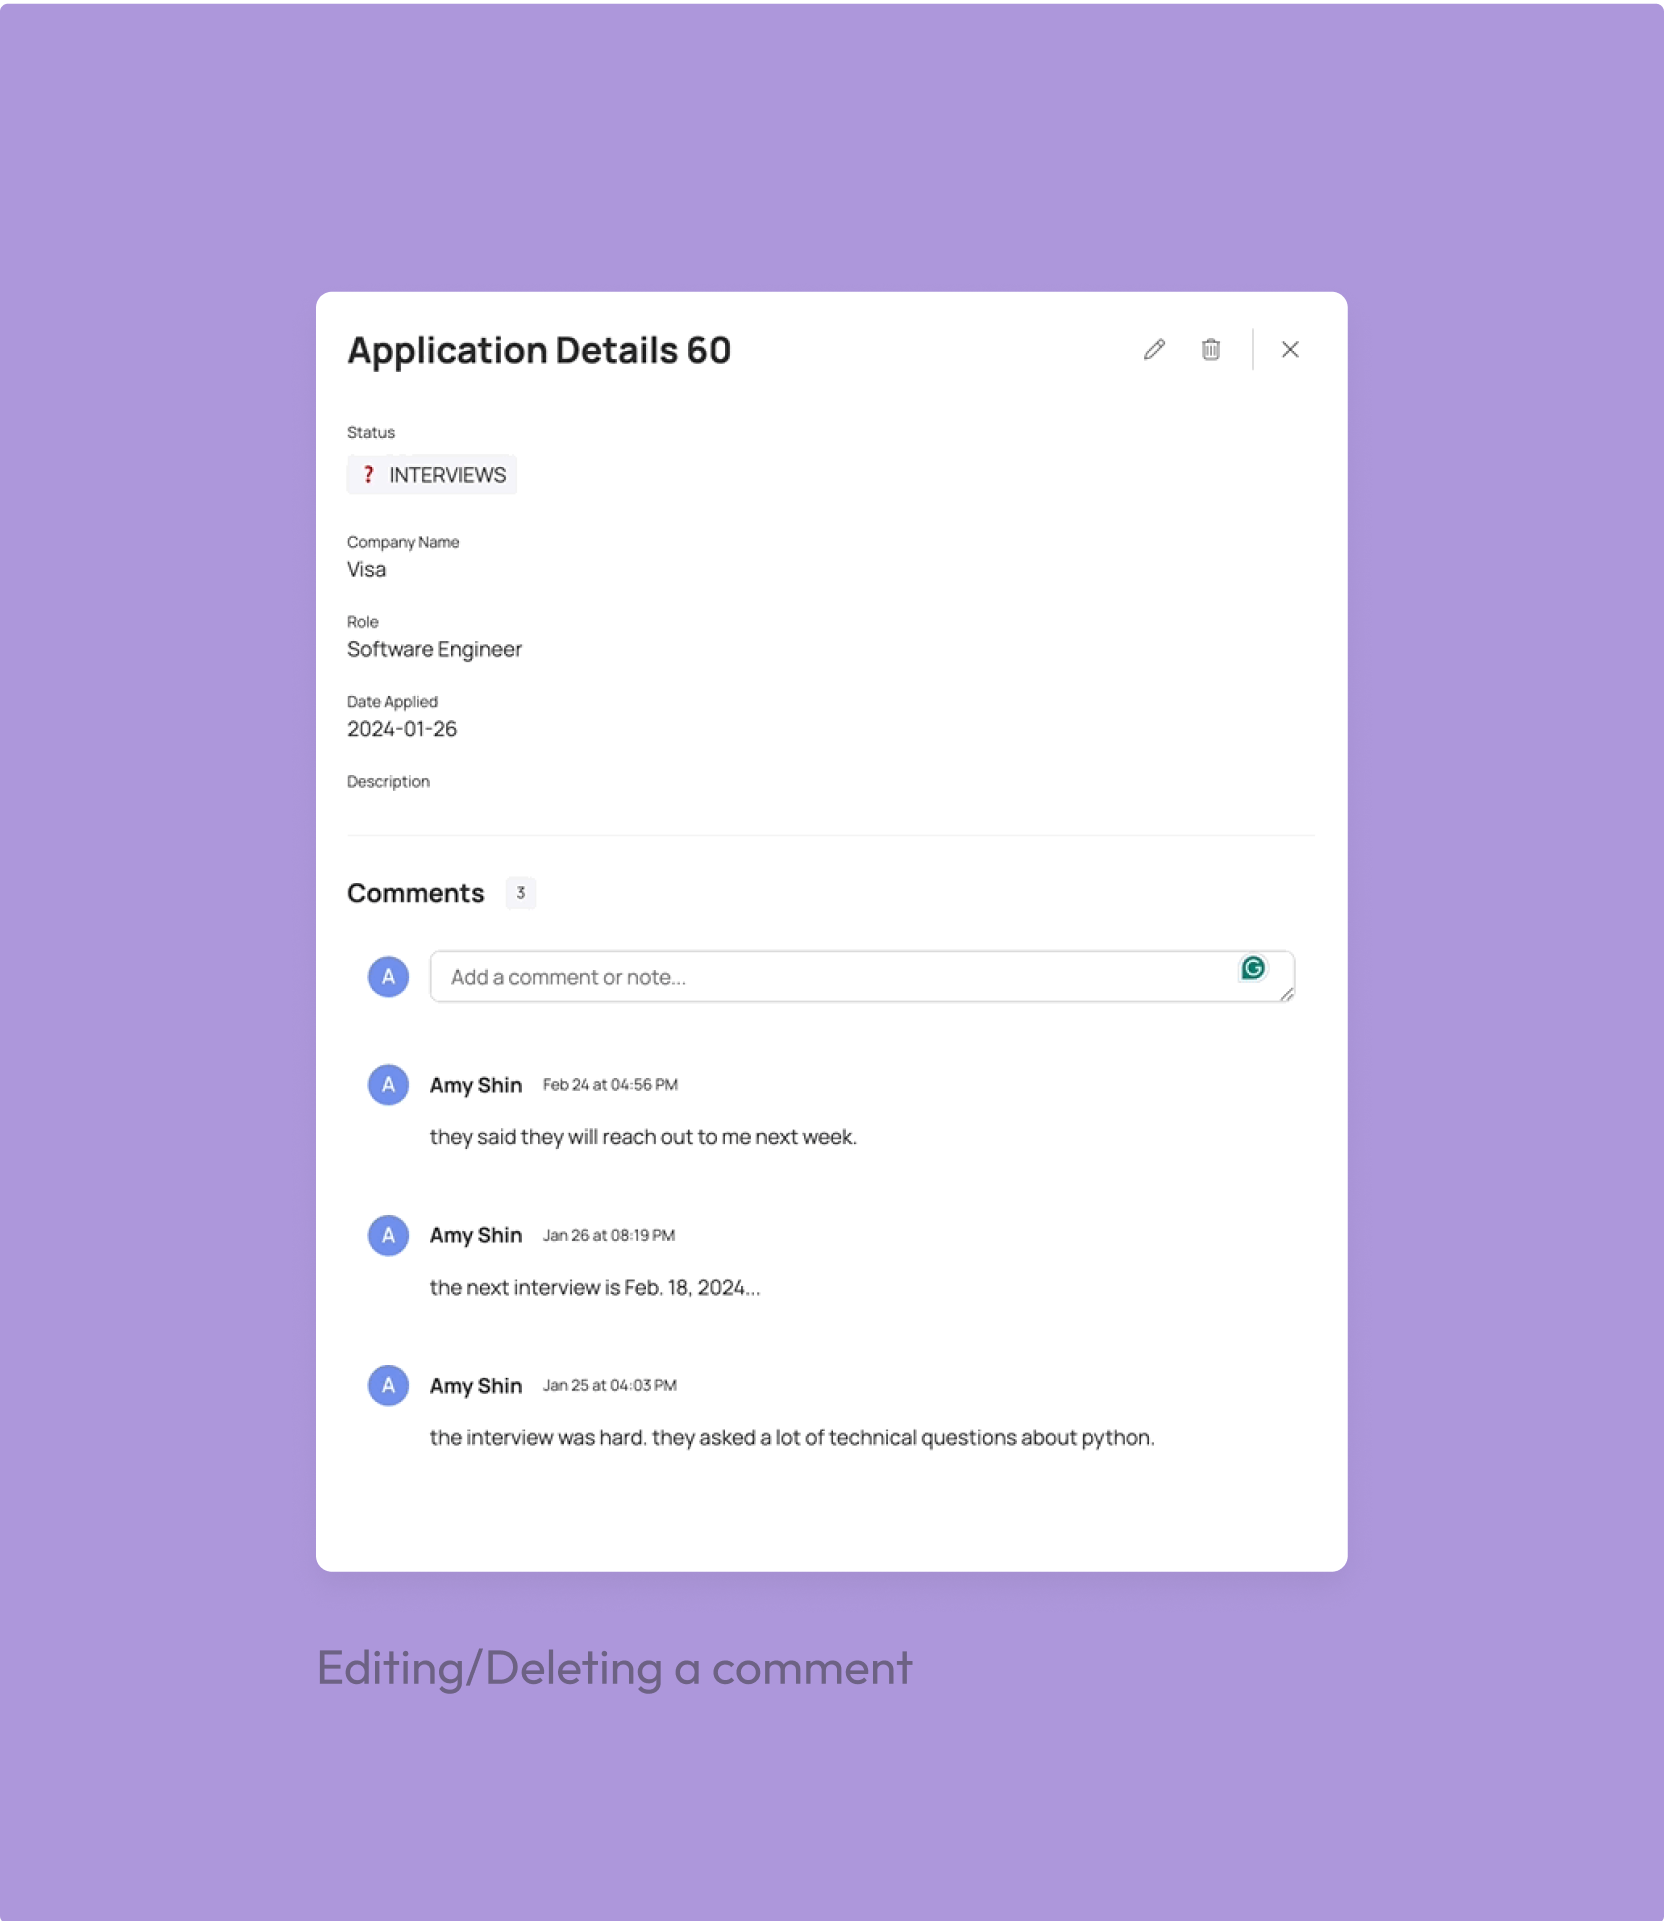 Application Details 60
Status
❓ INTERVIEWS
Company Name
Visa
Role
Software Engineer
Date Applied
2024-01-26
Description
Comments 3
A Add a comment or note... G
A Amy Shin Feb 24 at 04:56 PM
they said they will reach out to me next week.
A Amy Shin Jan 26 at 08:19 PM
the next interview is Feb. 18, 2024...
A Amy Shin Jan 25 at 04:03 PM
the interview was hard. they asked a lot of technical questions about python.
Editing/Deleting a comment